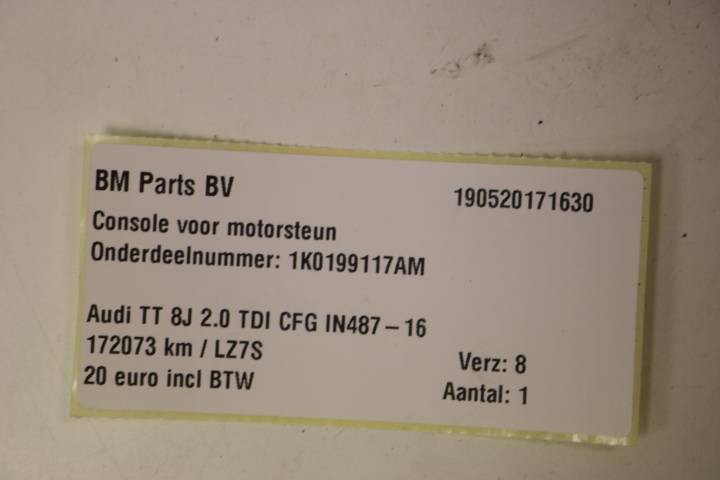 BM Parts BV 190520171630
Console voor motorsteun
Onderdeelnummer: 1K0199117AM
Audi TT 8J 2.0 TDI CFG IN487-16
172073 km / LZ7S Verz: 8
20 euro incl BTW Aantal: 1